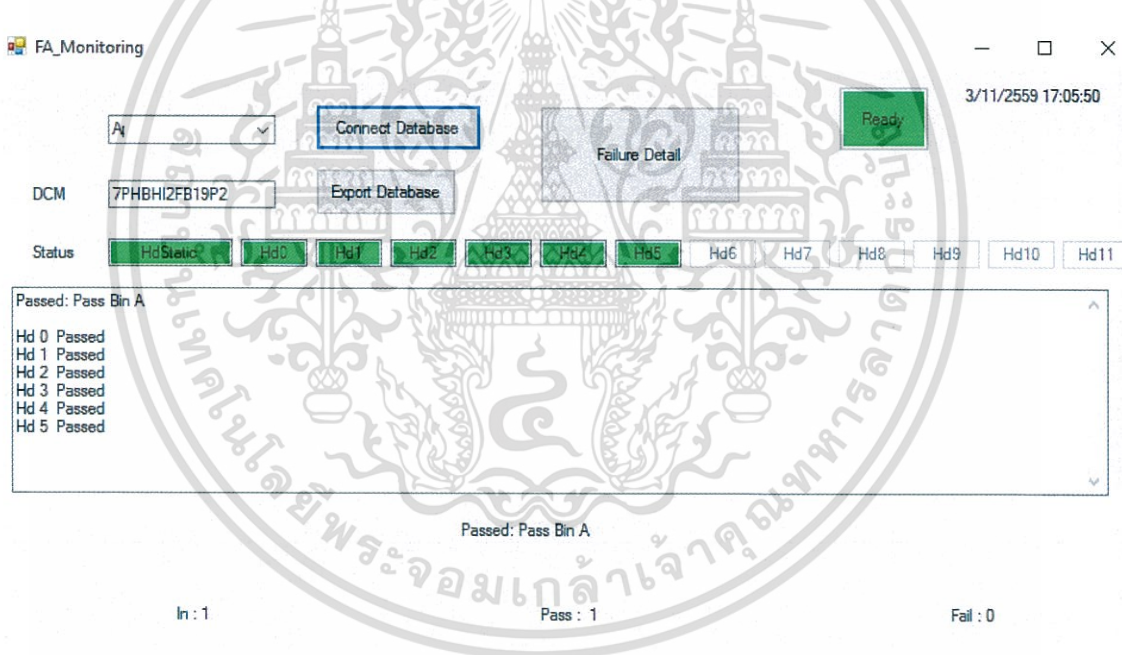 FA_Monitoring
3/11/2559 17:05:50
Connect Database
Failure Detail
Ready
DCM
7PHBHI2FB19P2
Export Database
Status HdStatic Hd0 Hd1 Hd2 Hd3 Hd4 Hd5 Hd6 Hd7 Hd8 Hd9 Hd10 Hd11
Passed: Pass Bin A
Hd 0 Passed
Hd 1 Passed
Hd 2 Passed
Hd 3 Passed
Hd 4 Passed
Hd 5 Passed
Passed: Pass Bin A
In : 1
Pass : 1
Fail : 0